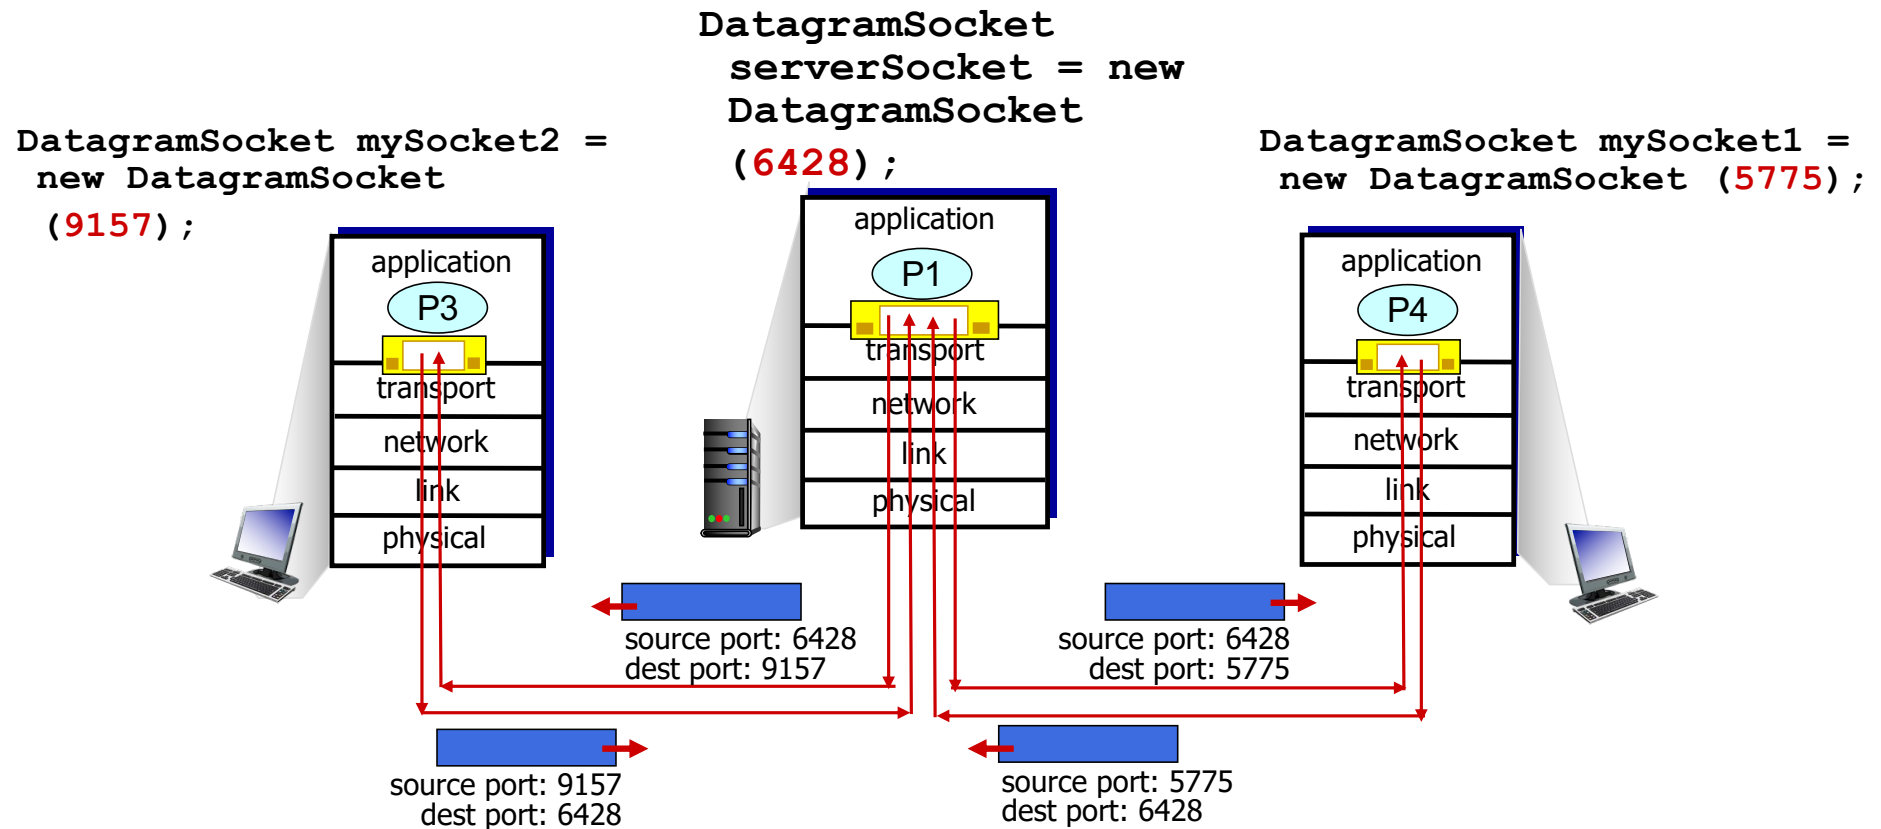 DatagramSocket
serverSocket = new
DatagramSocket
(6428);
DatagramSocket mySocket2 =
new DatagramSocket
(9157);
DatagramSocket mySocket1 =
new DatagramSocket (5775);
application
P3
transport
network
link
physical
application
P1
transport
network
link
physical
application
P4
transport
network
link
physical
source port: 6428
dest port: 9157
source port: 6428
dest port: 5775
source port: 9157
dest port: 6428
source port: 5775
dest port: 6428